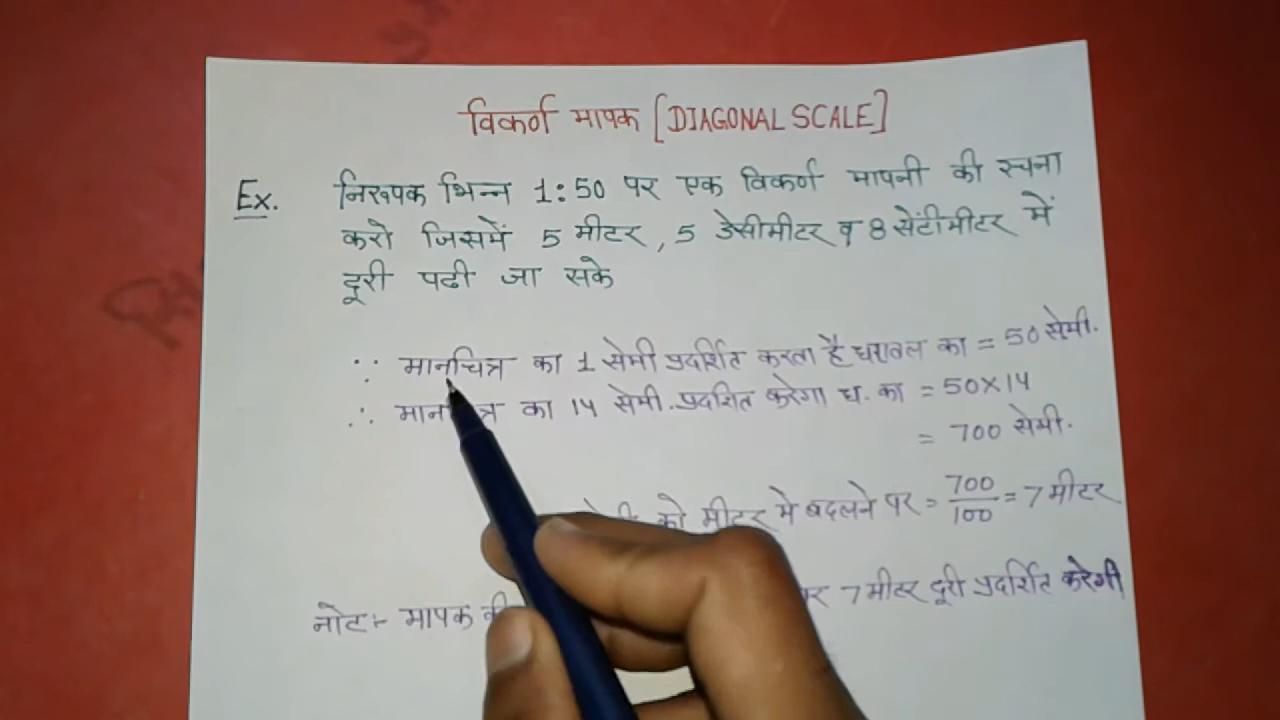 विकर्ण मापक [DIAGONAL SCALE]
Ex. निरूपक भिन्न 1:50 पर एक विकर्ण मापनी की रचना
करो जिसमें 5 मीटर, 5 डेसीमीटर व 8 सेंटीमीटर में
दूरी पढी जा सके
∵ मानचित्र का 1 सेमी प्रदर्शित करता है धरातल का = 50 सेमी.
∴ का 14 सेमी. प्रदर्शित करेगा ध. का = 50×14
= 700 सेमी.
को मीटर में बदलने पर = 700/100 = 7 मीटर
नोट:- मापक 7 मीटर दूरी प्रदर्शित करेगी